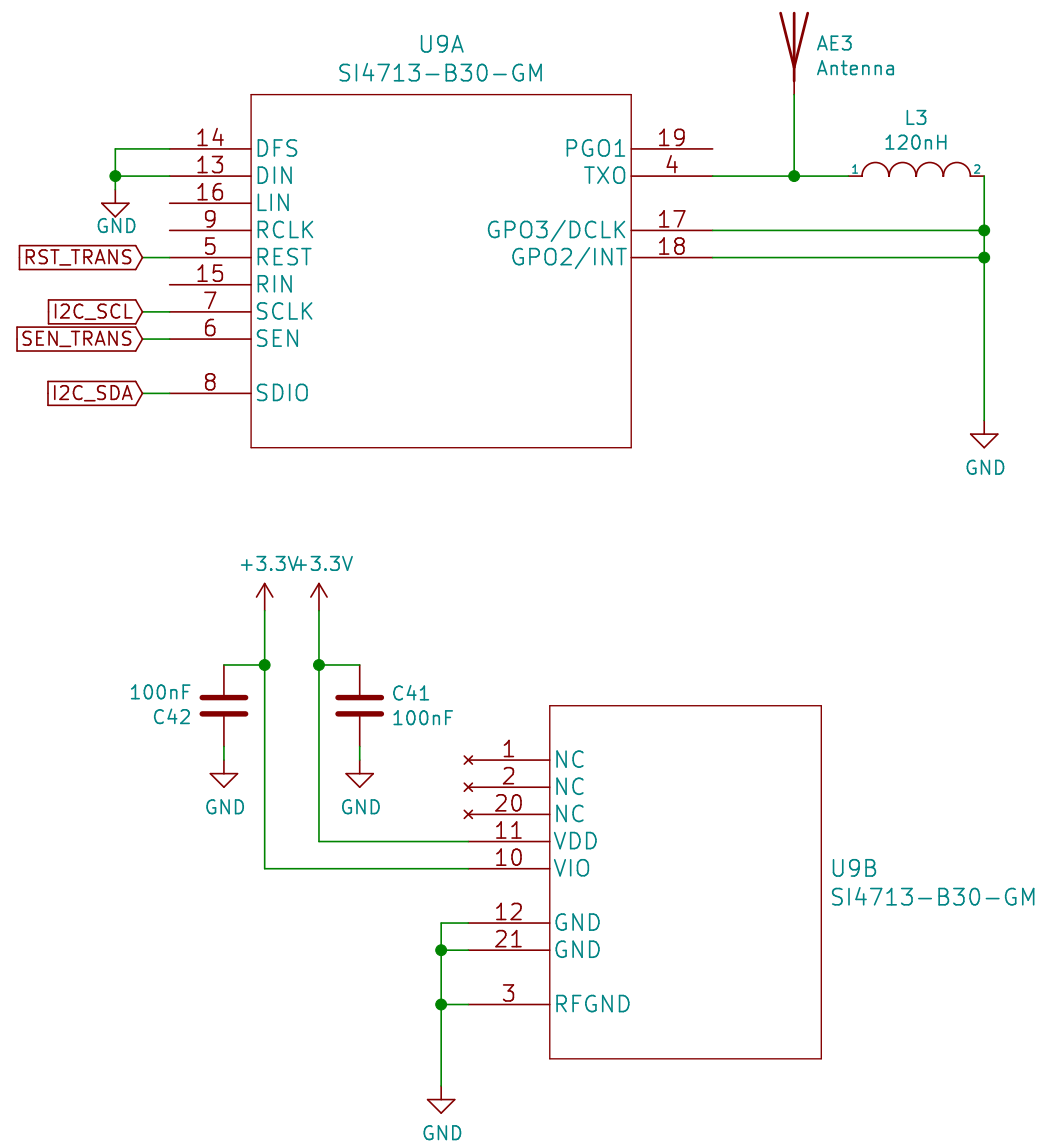 U9A
SI4713-B30-GM
AE3
Antenna
L3
120nH
1
2
14
DFS
13
DIN
16
LIN
9
RCLK
5
REST
15
RIN
7
SCLK
6
SEN
8
SDIO
PGO1
19
TXO
4
GPO3/DCLK
17
GPO2/INT
18
GND
RST_TRANS
I2C_SCL
SEN_TRANS
I2C_SDA
GND
+3.3V
+3.3V
100nF
C42
C41
100nF
GND
GND
1
NC
2
NC
20
NC
11
VDD
10
VIO
12
GND
21
GND
3
RFGND
U9B
SI4713-B30-GM
GND